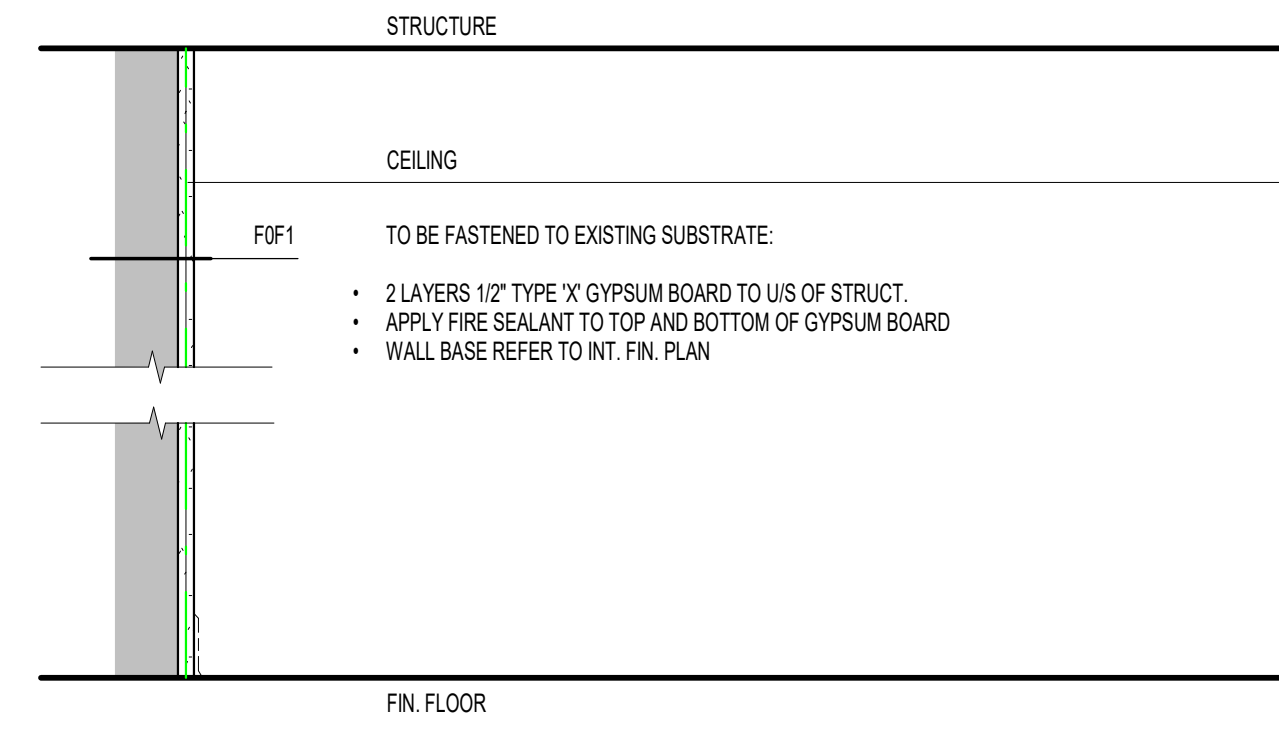 STRUCTURE
CEILING
F0F1
TO BE FASTENED TO EXISTING SUBSTRATE:
• 2 LAYERS 1/2" TYPE 'X' GYPSUM BOARD TO U/S OF STRUCT.
• APPLY FIRE SEALANT TO TOP AND BOTTOM OF GYPSUM BOARD
• WALL BASE REFER TO INT. FIN. PLAN
FIN. FLOOR